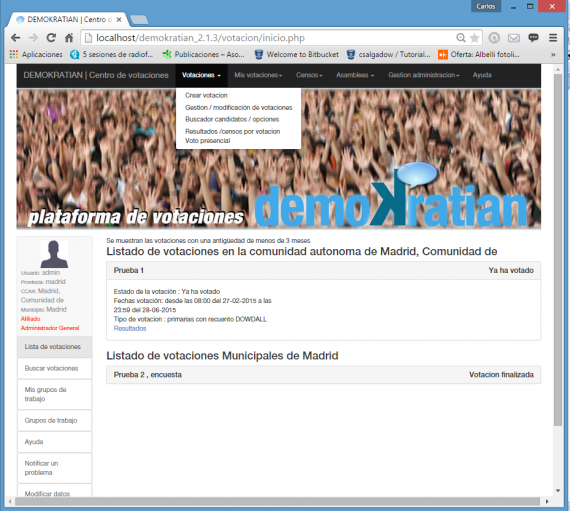 Carlos
DEMOKRATIAN | Centro d
localhost/demokratian_2.1.3/votacion/inicio.php
Aplicaciones
5 sesiones de radiof...
Publicaciones – Aso...
Welcome to Bitbucket
csalgadow / Tutorial...
Oferta: Albelli fotoli...
DEMOKRATIAN | Centro de votaciones
Votaciones
Mis votaciones
Censos
Asambleas
Gestion administracion
Ayuda
Crear votacion
Gestion / modificación de votaciones
Buscador candidatos / opciones
Resultados /censos por votacion
Voto presencial
plataforma de votaciones
demoKratian
Usuario: admin
Provincia: madrid
CCAA: Madrid,
Comunidad de
Municipio: Madrid
Afiliado
Administrador General
Lista de votaciones
Buscar votaciones
Mis grupos de
trabajo
Grupos de trabajo
Ayuda
Notificar un
problema
Modificar datos
Se muestran las votaciones con una antigüedad de menos de 3 meses
Listado de votaciones en la comunidad autonoma de Madrid, Comunidad de
Prueba 1
Ya ha votado
Estado de la votación : Ya ha votado
Fechas votación: desde las 08:00 del 27-02-2015 a las
23:59 del 28-06-2015
Tipo de votacion : primarias con recuento DOWDALL
Resultados
Listado de votaciones Municipales de Madrid
Prueba 2 , encuesta
Votacion finalizada